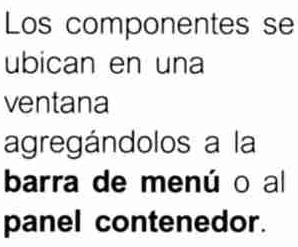 Los componentes se
ubican en una
ventana
agregándolos a la
barra de menú o al
panel contenedor.